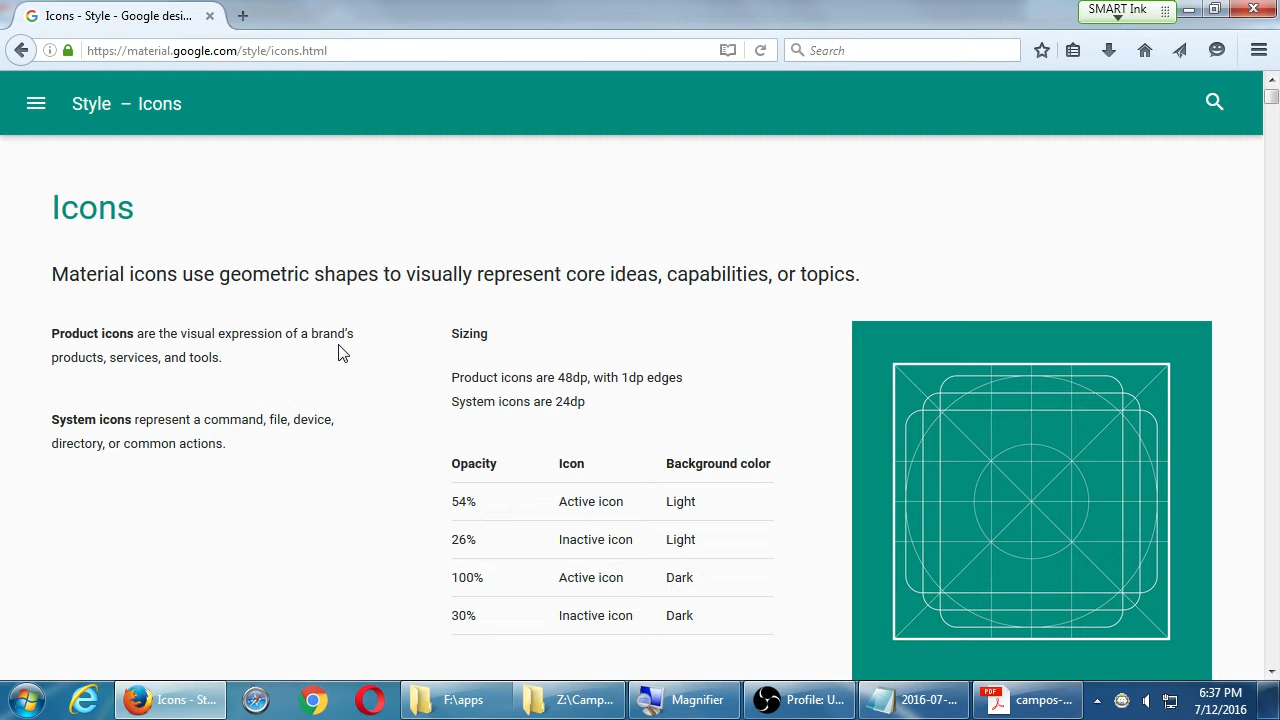 Icons - Style - Google desi...
SMART Ink
https://material.google.com/style/icons.html
Search
Style – Icons
Icons
Material icons use geometric shapes to visually represent core ideas, capabilities, or topics.
Product icons are the visual expression of a brand’s
products, services, and tools.
System icons represent a command, file, device,
directory, or common actions.
Sizing
Product icons are 48dp, with 1dp edges
System icons are 24dp
Opacity Icon Background color
54% Active icon Light
26% Inactive icon Light
100% Active icon Dark
30% Inactive icon Dark
Icons - St...
F:\apps
Z:\Camp...
Magnifier
Profile: U...
2016-07-...
PDF
campos-...
6:37 PM
7/12/2016